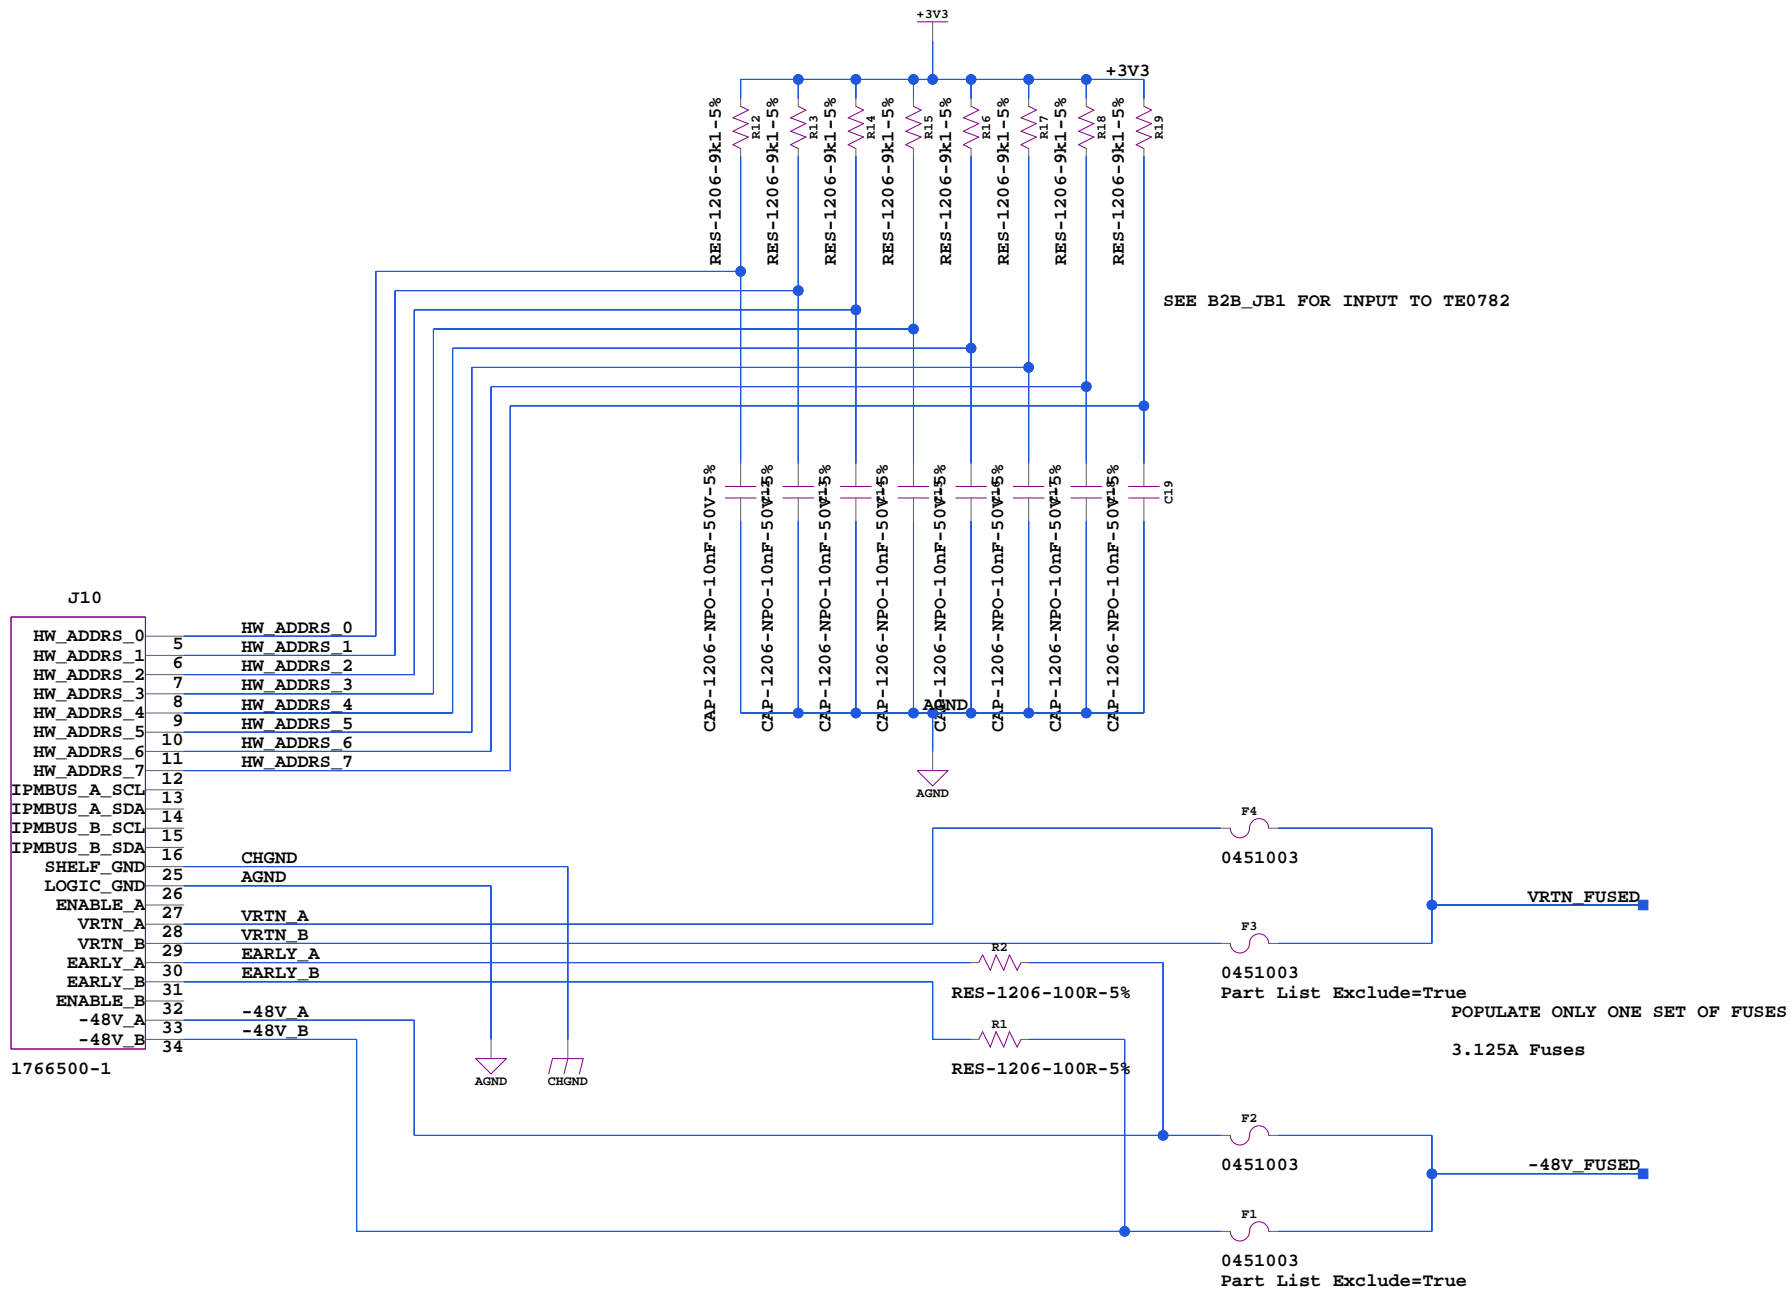 +3V3
+3V3
RES-1206-9k1-5%
R12
RES-1206-9k1-5%
R13
RES-1206-9k1-5%
R14
RES-1206-9k1-5%
R15
RES-1206-9k1-5%
R16
RES-1206-9k1-5%
R17
RES-1206-9k1-5%
R18
RES-1206-9k1-5%
R19
SEE B2B_JB1 FOR INPUT TO TE0782
CAP-1206-NPO-10nF-50V-5%
C12
CAP-1206-NPO-10nF-50V-5%
C13
CAP-1206-NPO-10nF-50V-5%
C14
CAP-1206-NPO-10nF-50V-5%
C15
CAP-1206-NPO-10nF-50V-5%
C16
CAP-1206-NPO-10nF-50V-5%
C17
CAP-1206-NPO-10nF-50V-5%
C18
CAP-1206-NPO-10nF-50V-5%
C19
AGND
AGND
J10
HW_ADDRS_0 5 HW_ADDRS_0
HW_ADDRS_1 6 HW_ADDRS_1
HW_ADDRS_2 7 HW_ADDRS_2
HW_ADDRS_3 8 HW_ADDRS_3
HW_ADDRS_4 9 HW_ADDRS_4
HW_ADDRS_5 10 HW_ADDRS_5
HW_ADDRS_6 11 HW_ADDRS_6
HW_ADDRS_7 12 HW_ADDRS_7
IPMBUS_A_SCL 13
IPMBUS_A_SDA 14
IPMBUS_B_SCL 15
IPMBUS_B_SDA 16
SHELF_GND 25 CHGND
LOGIC_GND 26 AGND
ENABLE_A 27
VRTN_A 28 VRTN_A
VRTN_B 29 VRTN_B
EARLY_A 30 EARLY_A
EARLY_B 31 EARLY_B
ENABLE_B 32
-48V_A 33 -48V_A
-48V_B 34 -48V_B
1766500-1
AGND
CHGND
R2
RES-1206-100R-5%
R1
RES-1206-100R-5%
F4
0451003
VRTN_FUSED
F3
0451003
Part List Exclude=True
POPULATE ONLY ONE SET OF FUSES
3.125A Fuses
F2
0451003
-48V_FUSED
F1
0451003
Part List Exclude=True